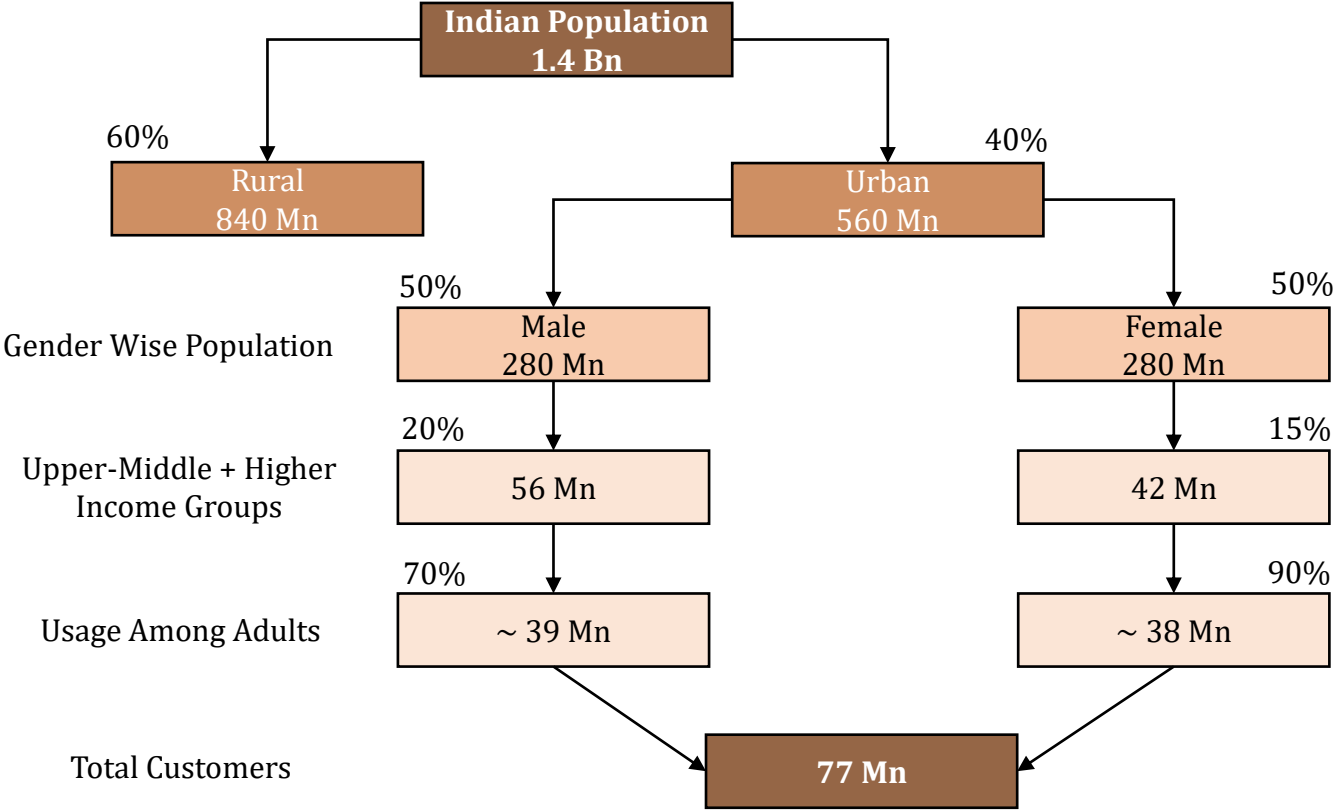 Indian Population
1.4 Bn
60%
40%
Rural
840 Mn
Urban
560 Mn
50%
50%
Gender Wise Population
Male
280 Mn
Female
280 Mn
20%
15%
Upper-Middle + Higher
Income Groups
56 Mn
42 Mn
70%
90%
Usage Among Adults
~ 39 Mn
~ 38 Mn
Total Customers
77 Mn